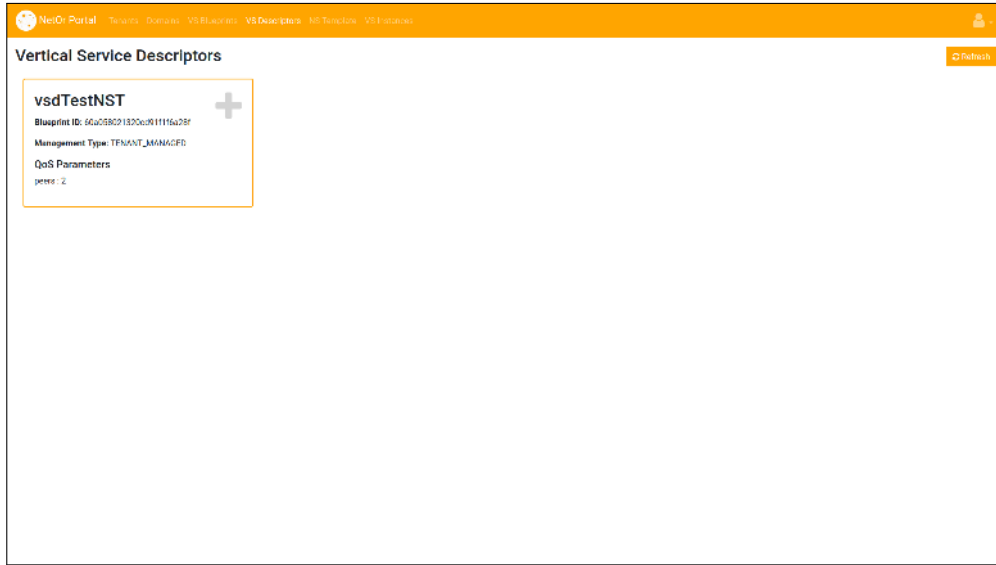 NetOr Portal Tenants Domains VS Blueprints VS Descriptors NS Template VS Instances
Vertical Service Descriptors
Refresh
vsdTestNST
Blueprint ID:
Management Type: TENANT_MANAGED
QoS Parameters
peers : 2